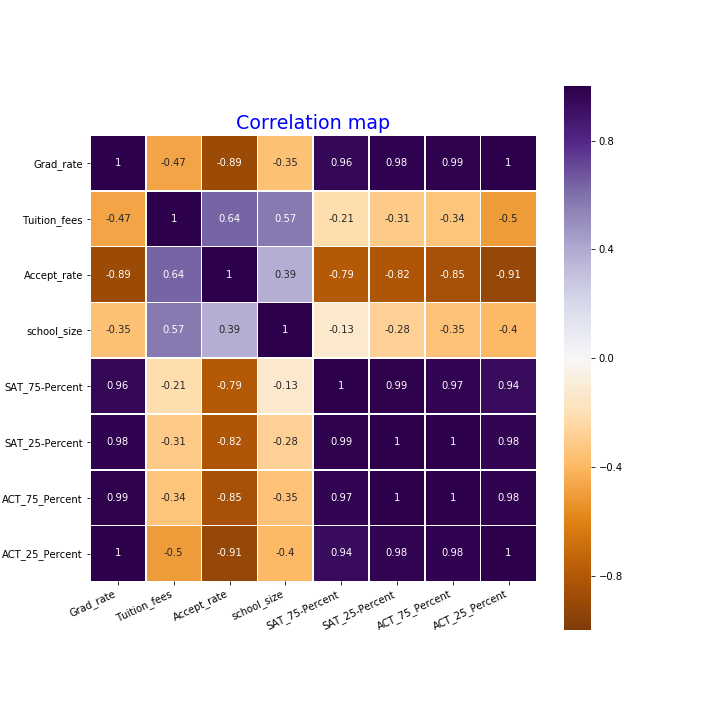 Correlation map
Grad_rate 1 -0.47 -0.89 -0.35 0.96 0.98 0.99 1
Tuition_fees -0.47 1 0.64 0.57 -0.21 -0.31 -0.34 -0.5
Accept_rate -0.89 0.64 1 0.39 -0.79 -0.82 -0.85 -0.91
school_size -0.35 0.57 0.39 1 -0.13 -0.28 -0.35 -0.4
SAT_75-Percent 0.96 -0.21 -0.79 -0.13 1 0.99 0.97 0.94
SAT_25-Percent 0.98 -0.31 -0.82 -0.28 0.99 1 1 0.98
ACT_75_Percent 0.99 -0.34 -0.85 -0.35 0.97 1 1 0.98
ACT_25_Percent 1 -0.5 -0.91 -0.4 0.94 0.98 0.98 1
Grad_rate Tuition_fees Accept_rate school_size SAT_75-Percent SAT_25-Percent ACT_75_Percent ACT_25_Percent
0.8
0.4
0.0
−0.4
−0.8